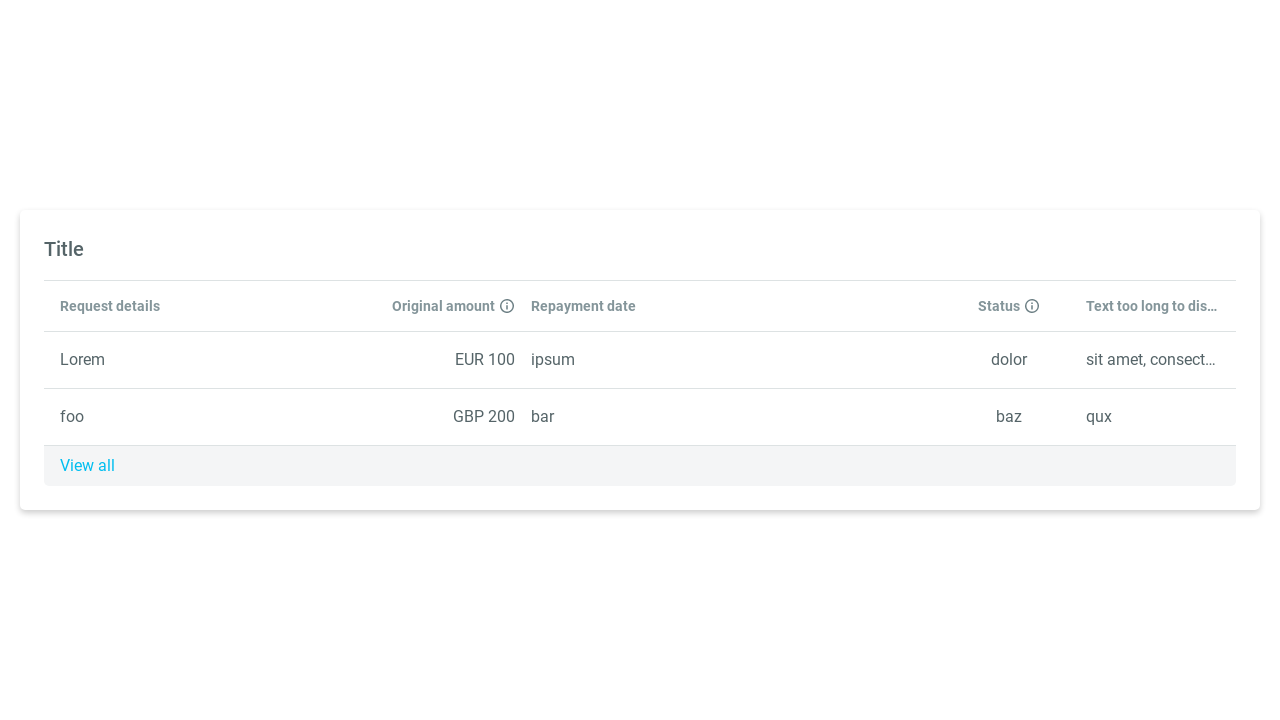 Title
Request details Original amount Repayment date Status Text too long to dis...
Lorem EUR 100 ipsum dolor sit amet, consect...
foo GBP 200 bar baz qux
View all